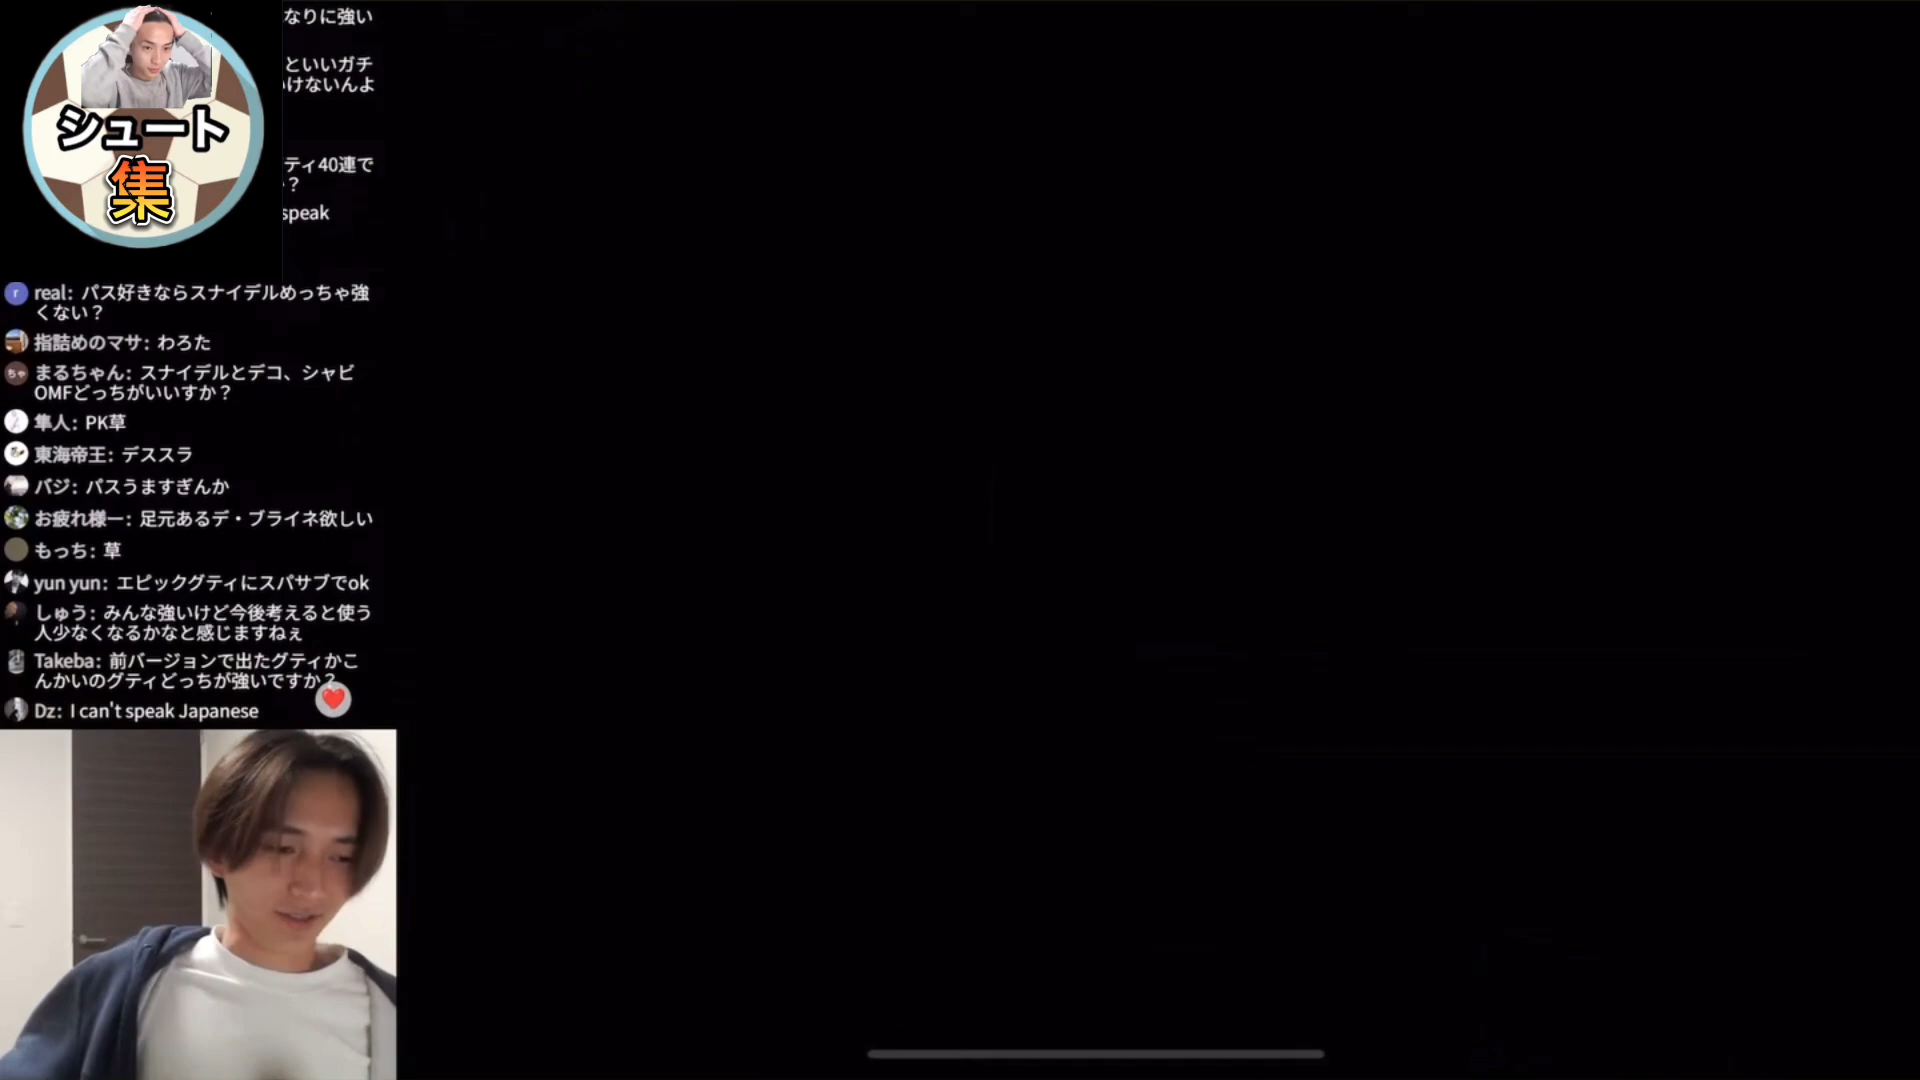 なりに強い
といいガチ
けないんよ
ティ40連で
？
speak
シュート
集
r
real: パス好きならスナイデルめっちゃ強
くない？
指詰めのマサ: わろた
ちゃ
まるちゃん: スナイデルとデコ、シャビ
OMFどっちがいいすか？
隼人: PK草
東海帝王: デススラ
バジ: パスうますぎんか
お疲れ様ー: 足元あるデ・ブライネ欲しい
もっち: 草
yun yun: エピックグティにスパサブでok
しゅう: みんな強いけど今後考えると使う
人少なくなるかなと感じますねぇ
Takeba: 前バージョンで出たグティかこ
んかいのグティどっちが強いですか？
Dz: I can't speak Japanese